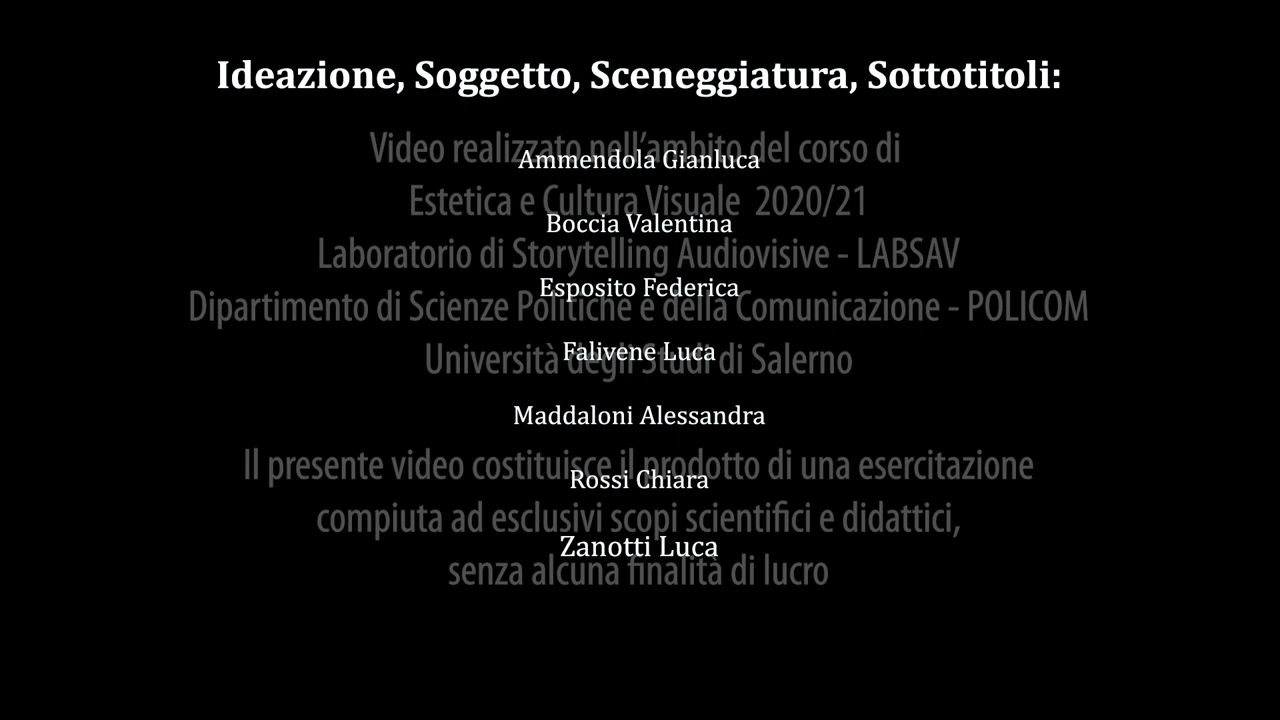 Ideazione, Soggetto, Sceneggiatura, Sottotitoli:
Video realizzato nell'ambito del corso di
Ammendola Gianluca
Estetica e Cultura Visuale 2020/21
Boccia Valentina
Laboratorio di Storytelling Audiovisive - LABSAV
Esposito Federica
Dipartimento di Scienze Politiche e della Comunicazione - POLICOM
Falivene Luca
Università degli Studi di Salerno
Maddaloni Alessandra
Il presente video costituisce il prodotto di una esercitazione
Rossi Chiara
compiuta ad esclusivi scopi scientifici e didattici,
Zanotti Luca
senza alcuna finalità di lucro